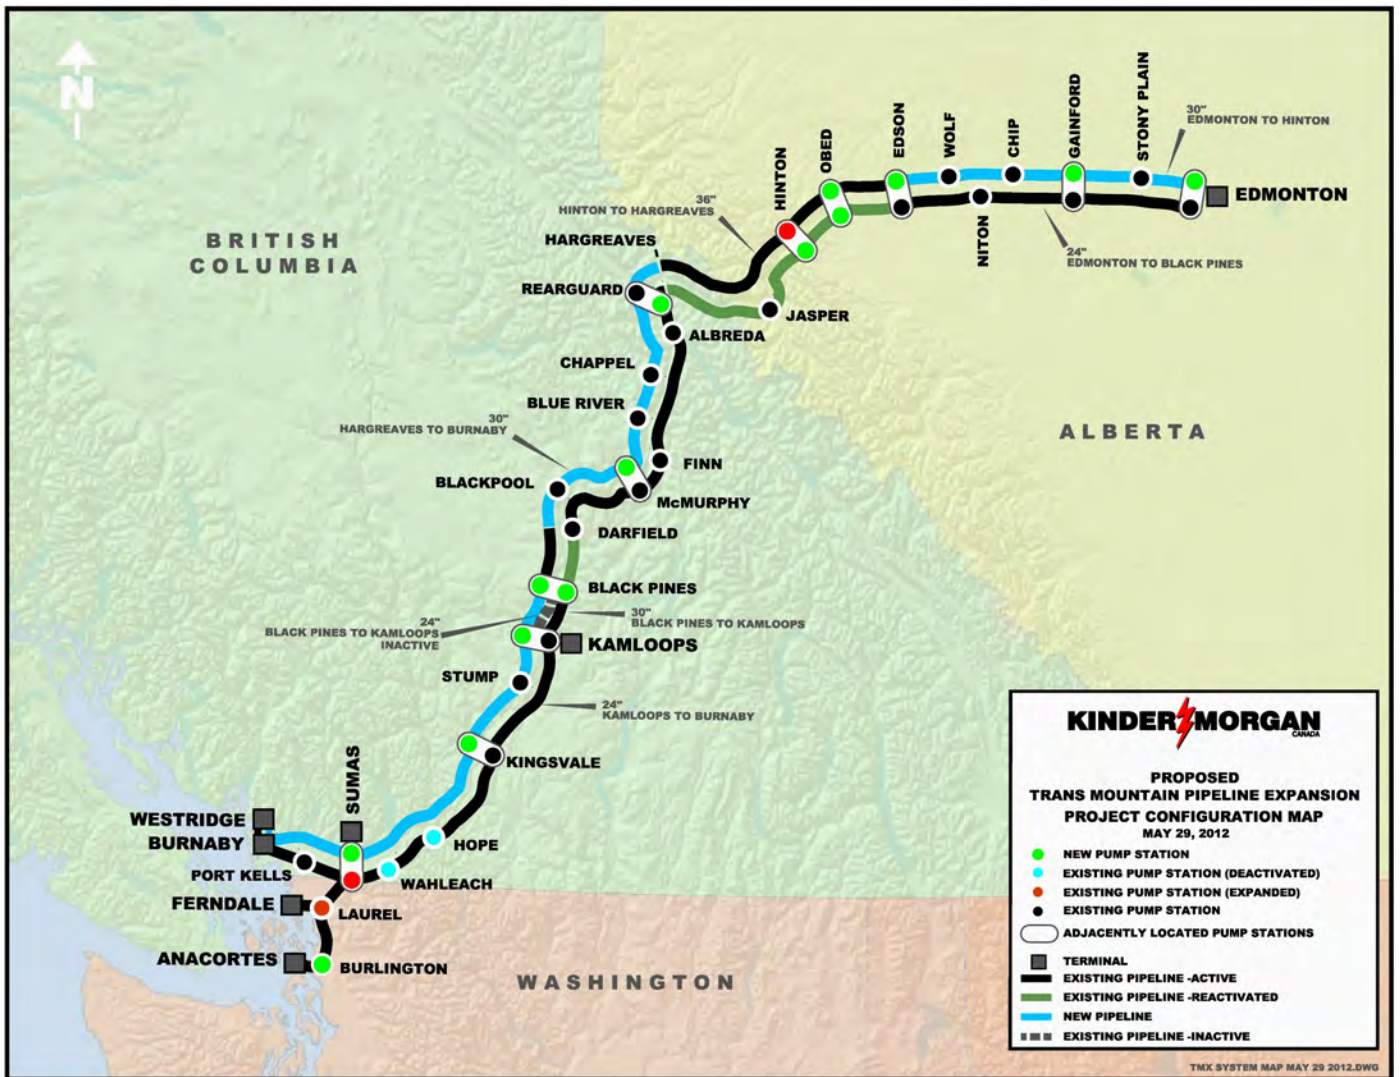 N
BRITISH
COLUMBIA
ALBERTA
WASHINGTON
HINTON
OBED
EDSON
WOLF
CHIP
GAINFORD
STONY PLAIN
30"
EDMONTON TO HINTON
EDMONTON
NITON
24"
EDMONTON TO BLACK PINES
36"
HINTON TO HARGREAVES
HARGREAVES
REARGUARD
JASPER
ALBREDA
CHAPPEL
BLUE RIVER
30"
HARGREAVES TO BURNABY
FINN
BLACKPOOL
McMURPHY
DARFIELD
BLACK PINES
30"
BLACK PINES TO KAMLOOPS
24"
BLACK PINES TO KAMLOOPS
INACTIVE
KAMLOOPS
STUMP
24"
KAMLOOPS TO BURNABY
KINGSVALE
SUMAS
WESTRIDGE
BURNABY
HOPE
PORT KELLS
WAHLEACH
FERNDALE
LAUREL
ANACORTES
BURLINGTON
KINDER MORGAN
CANADA
PROPOSED
TRANS MOUNTAIN PIPELINE EXPANSION
PROJECT CONFIGURATION MAP
MAY 29, 2012
NEW PUMP STATION
EXISTING PUMP STATION (DEACTIVATED)
EXISTING PUMP STATION (EXPANDED)
EXISTING PUMP STATION
ADJACENTLY LOCATED PUMP STATIONS
TERMINAL
EXISTING PIPELINE -ACTIVE
EXISTING PIPELINE -REACTIVATED
NEW PIPELINE
EXISTING PIPELINE -INACTIVE
TMX SYSTEM MAP MAY 29 2012.DWG